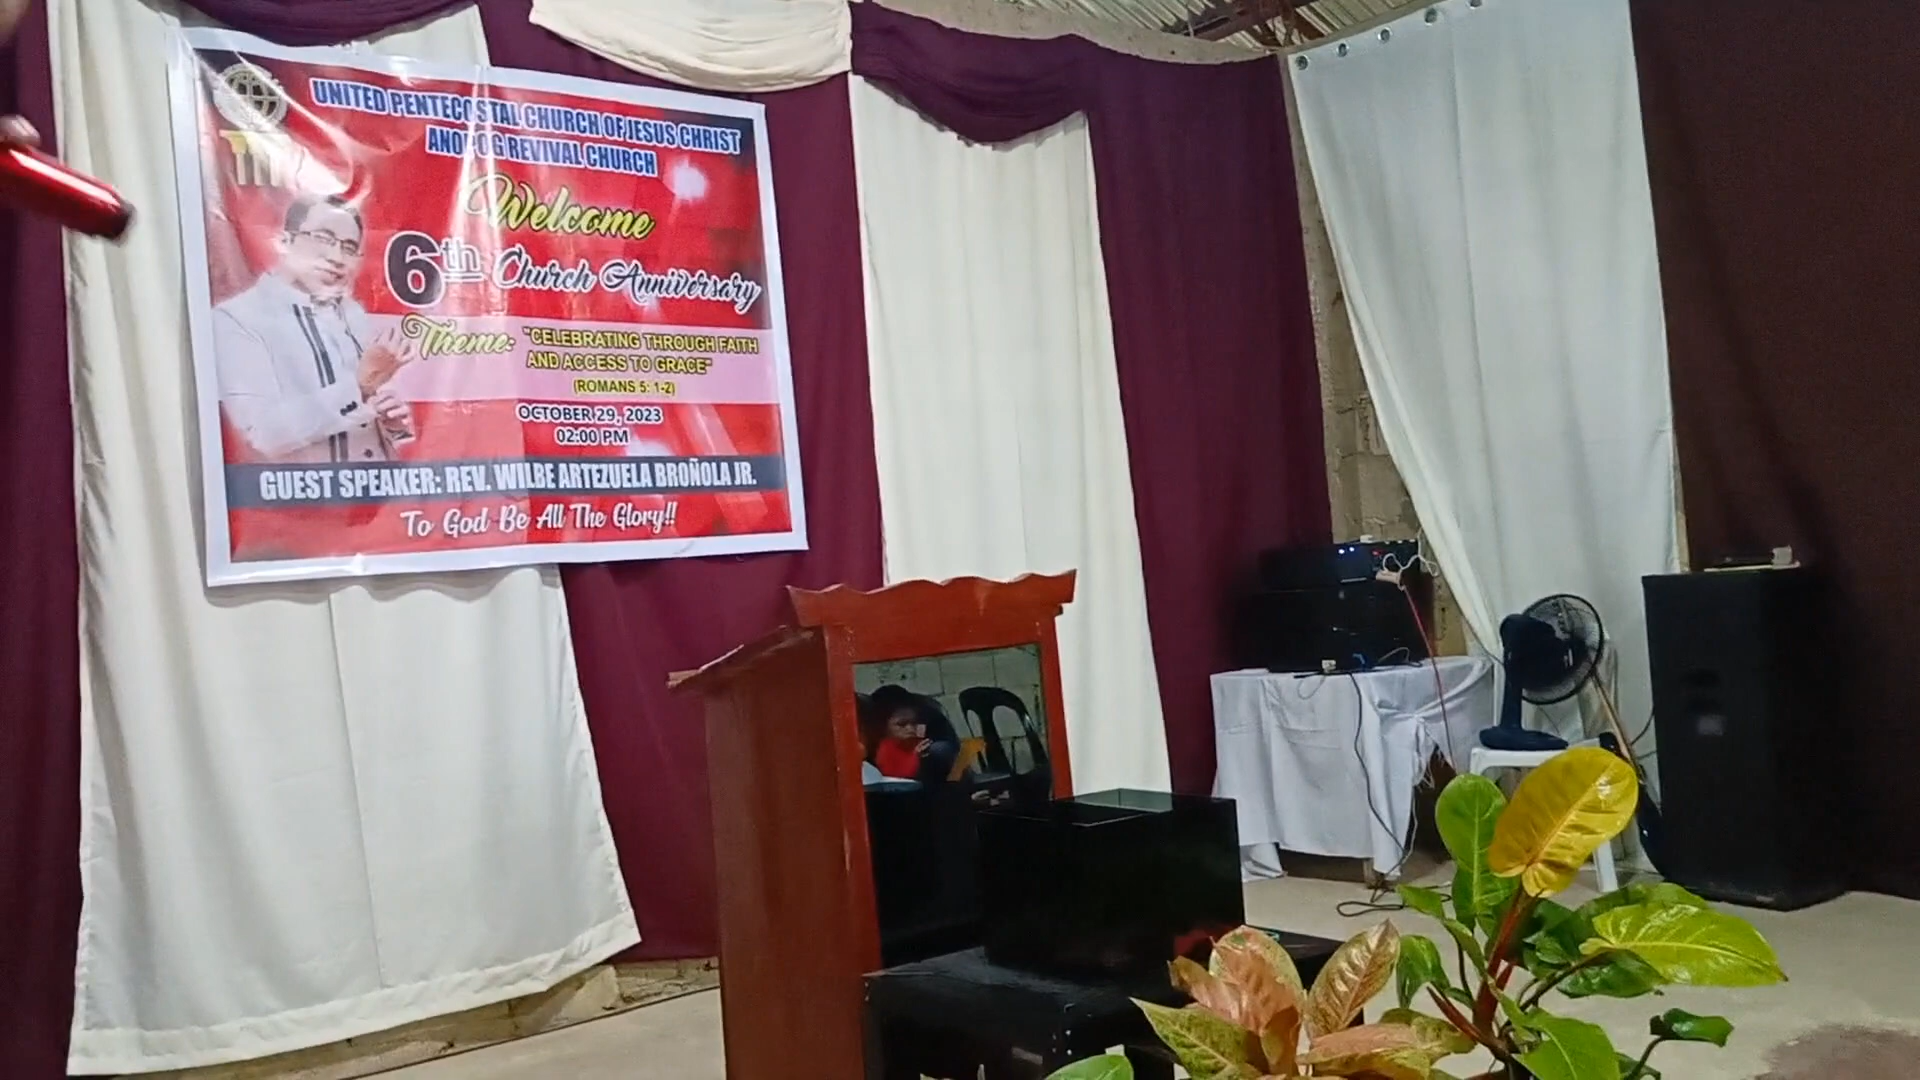 UNITED PENTECOSTAL CHURCH OF JESUS CHRIST
ANOPOG REVIVAL CHURCH
Welcome
6th Church Anniversary
Theme: "CELEBRATING THROUGH FAITH
AND ACCESS TO GRACE"
(ROMANS 5: 1-2)
OCTOBER 29, 2023
02:00 PM
GUEST SPEAKER: REV. WILBE ARTEZUELA BROÑOLA JR.
To God Be All The Glory!!